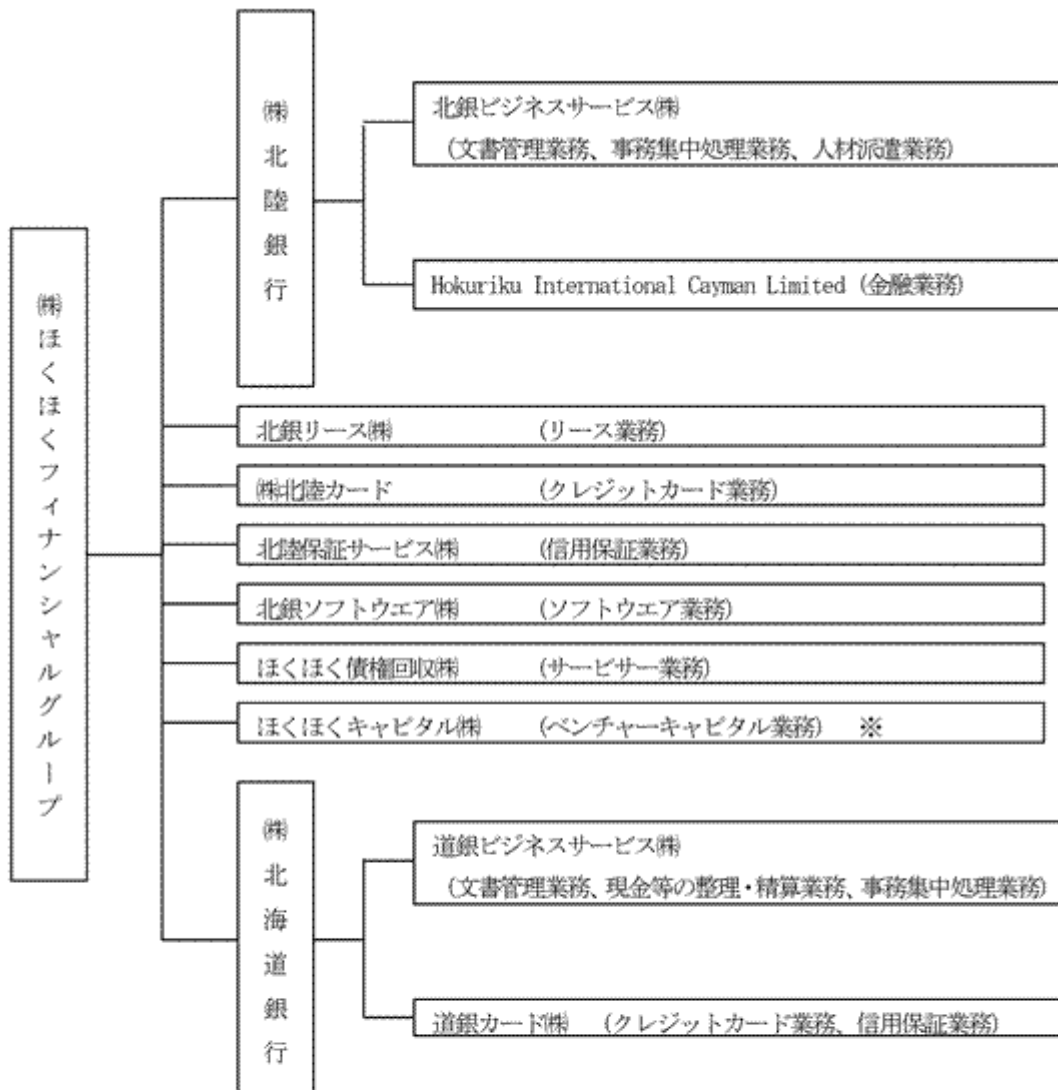 ㈱ほくほくフィナンシャルグループ
㈱北陸銀行
北銀ビジネスサービス㈱
(文書管理業務、事務集中処理業務、人材派遣業務)
Hokuriku International Cayman Limited (金融業務)
北銀リース㈱ (リース業務)
㈱北陸カード (クレジットカード業務)
北陸保証サービス㈱ (信用保証業務)
北銀ソフトウエア㈱ (ソフトウエア業務)
ほくほく債権回収㈱ (サービサー業務)
ほくほくキャピタル㈱ (ベンチャーキャピタル業務) ※
㈱北海道銀行
道銀ビジネスサービス㈱
(文書管理業務、現金等の整理・精算業務、事務集中処理業務)
道銀カード㈱ (クレジットカード業務、信用保証業務)